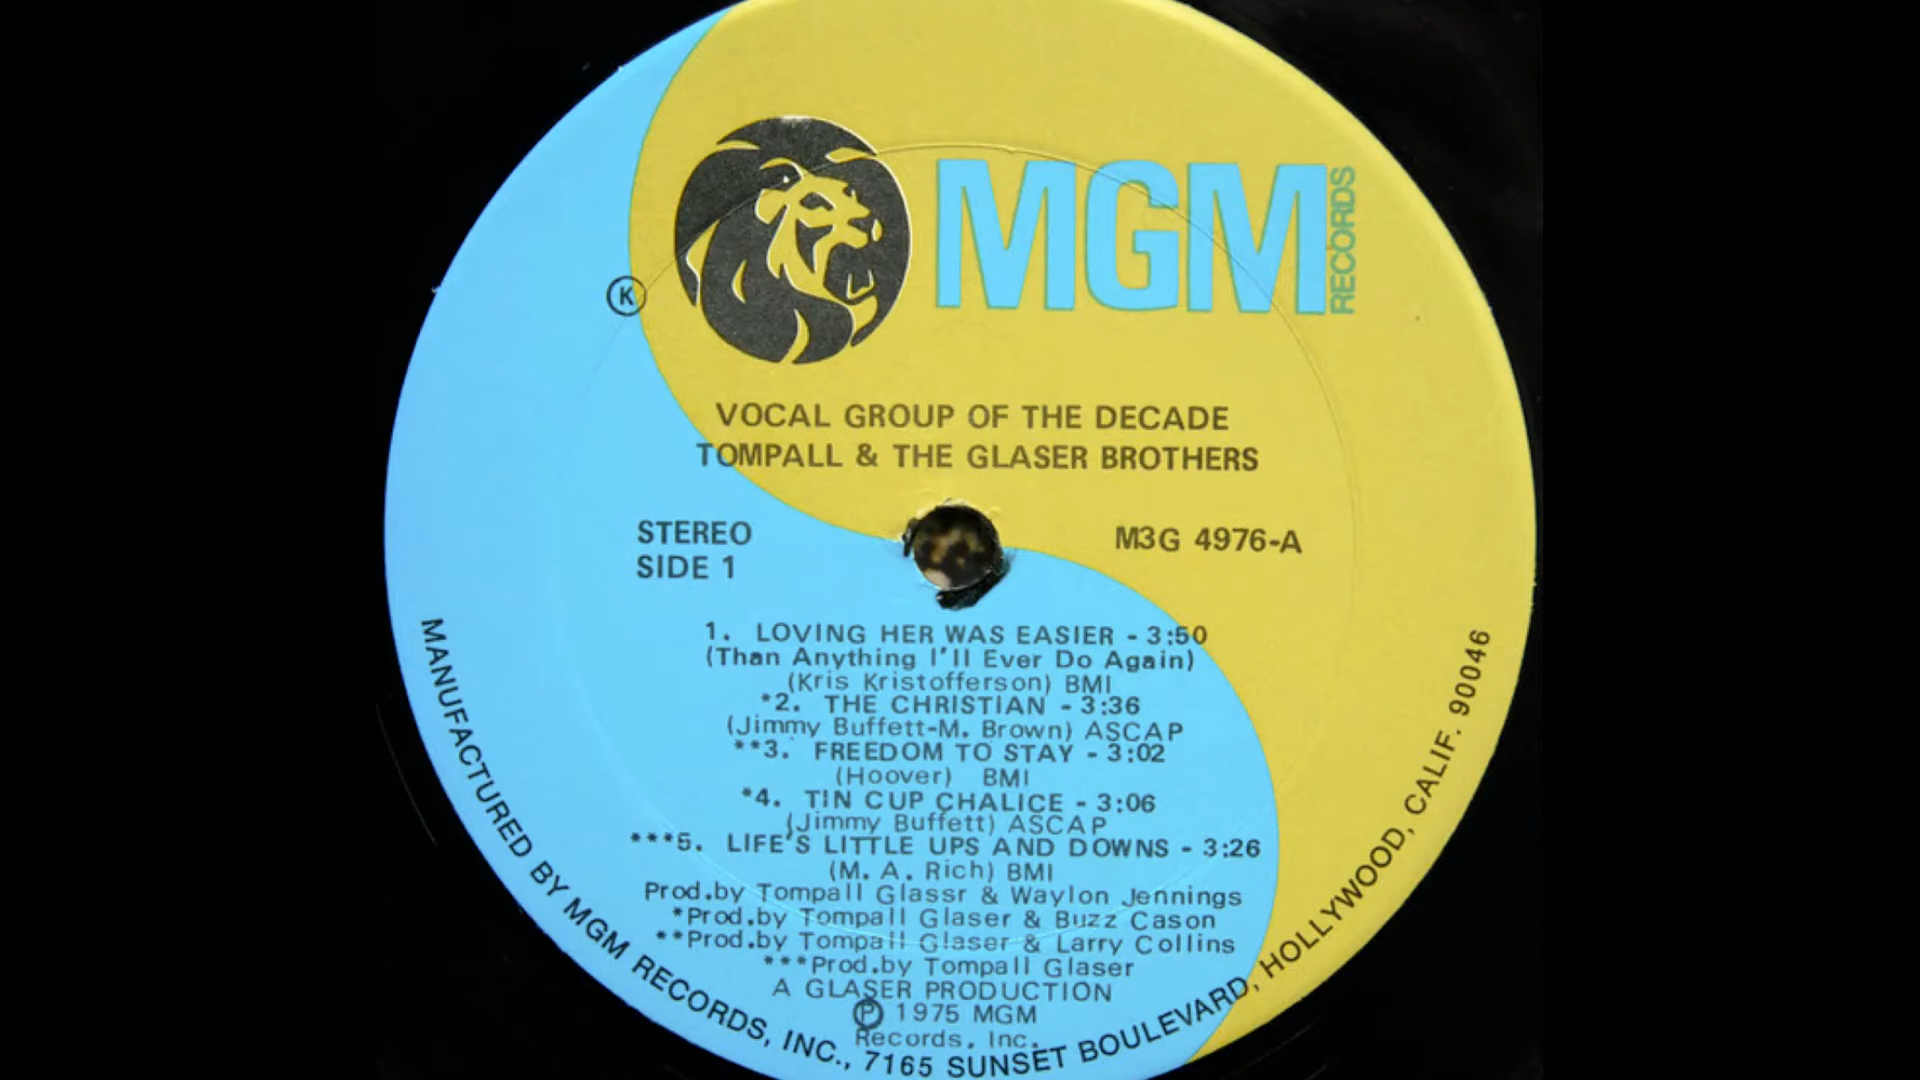 MGM RECORDS
K
VOCAL GROUP OF THE DECADE
TOMPALL & THE GLASER BROTHERS
STEREO
SIDE 1
M3G 4976-A
1. LOVING HER WAS EASIER - 3:50
(Than Anything I'll Ever Do Again)
(Kris Kristofferson) BMI
*2. THE CHRISTIAN - 3:36
(Jimmy Buffett-M. Brown) ASCAP
**3. FREEDOM TO STAY - 3:02
(Hoover) BMI
*4. TIN CUP CHALICE - 3:06
(Jimmy Buffett) ASCAP
***5. LIFE'S LITTLE UPS AND DOWNS - 3:26
(M. A. Rich) BMI
Prod.by Tompall Glassr & Waylon Jennings
*Prod.by Tompall Glaser & Buzz Cason
**Prod.by Tompall Glaser & Larry Collins
***Prod.by Tompall Glaser
A GLASER PRODUCTION
Ⓟ 1975 MGM
Records. Inc.
MANUFACTURED BY MGM RECORDS, INC., 7165 SUNSET BOULEVARD, HOLLYWOOD, CALIF. 90046